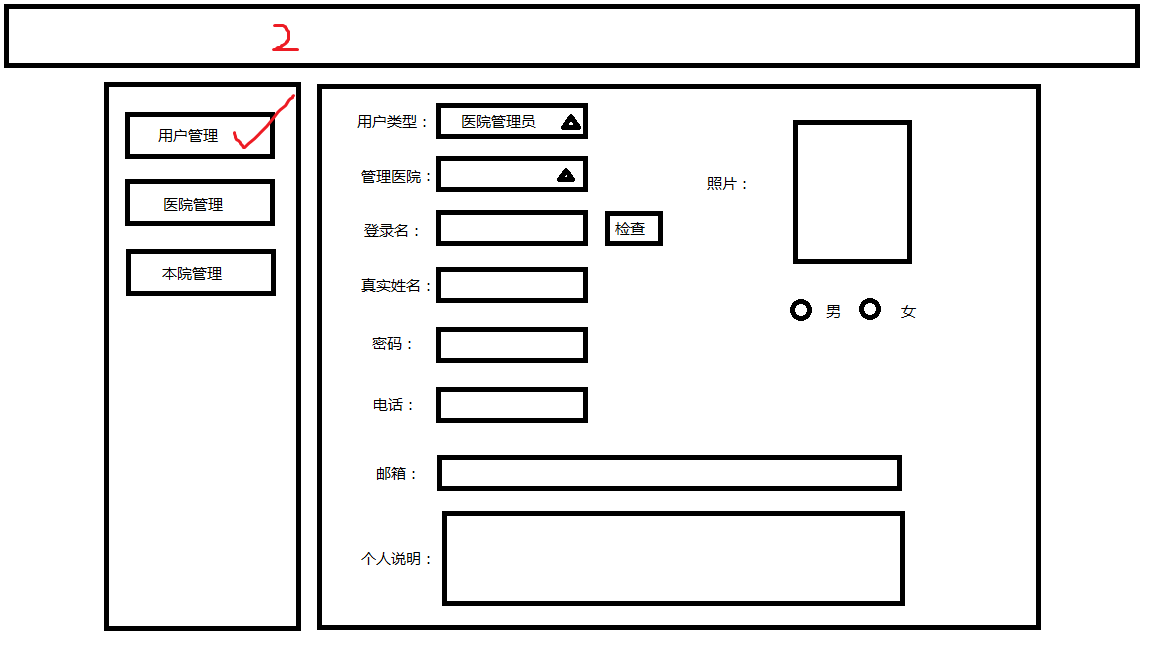 2
用户管理
医院管理
本院管理
用户类型：
医院管理员
管理医院：
登录名：
检查
真实姓名：
密码：
电话：
邮箱：
个人说明：
照片：
男
女